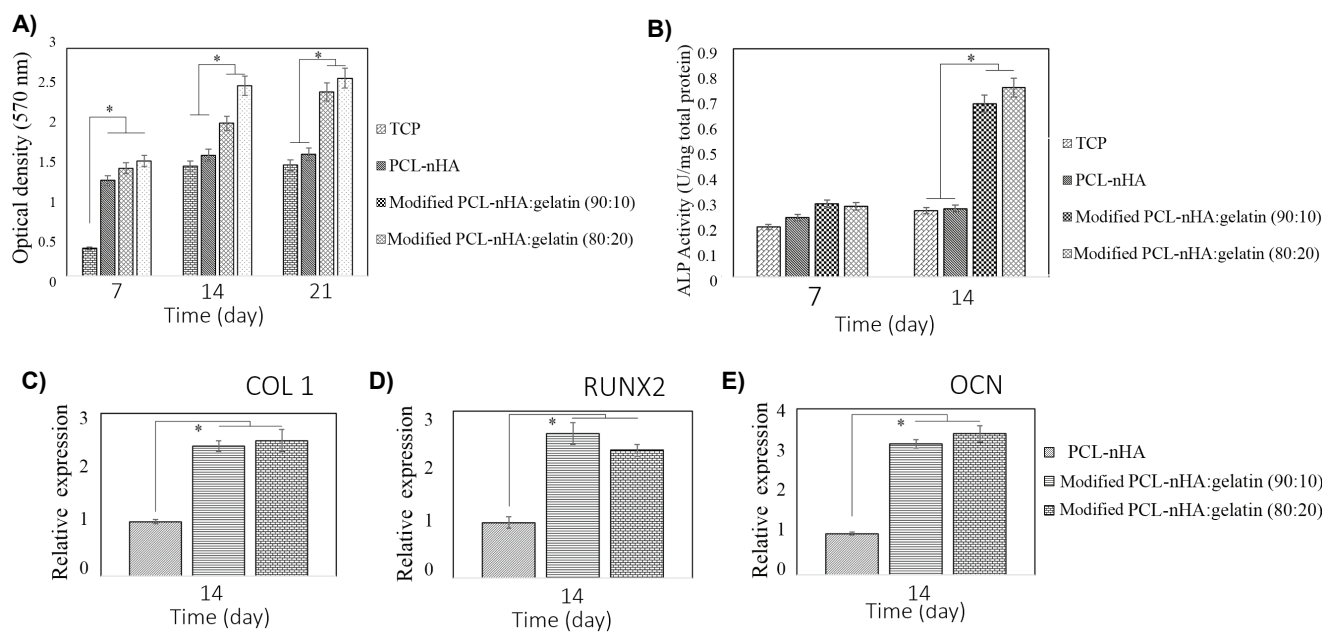 A)
Optical density (570 nm)
3
2.5
2
1.5
1
0.5
0
*
*
*
7
14
21
Time (day)
TCP
PCL-nHA
Modified PCL-nHA:gelatin (90:10)
Modified PCL-nHA:gelatin (80:20)
B)
ALP Activity (U/mg total protein)
0.9
0.8
0.7
0.6
0.5
0.4
0.3
0.2
0.1
0
*
7
14
Time (day)
TCP
PCL-nHA
Modified PCL-nHA:gelatin (90:10)
Modified PCL-nHA:gelatin (80:20)
C)
COL 1
Relative expression
3
2
1
0
*
14
Time (day)
D)
RUNX2
Relative expression
3
2
1
0
*
14
Time (day)
E)
OCN
Relative expression
4
3
2
1
0
*
14
Time (day)
PCL-nHA
Modified PCL-nHA:gelatin (90:10)
Modified PCL-nHA:gelatin (80:20)